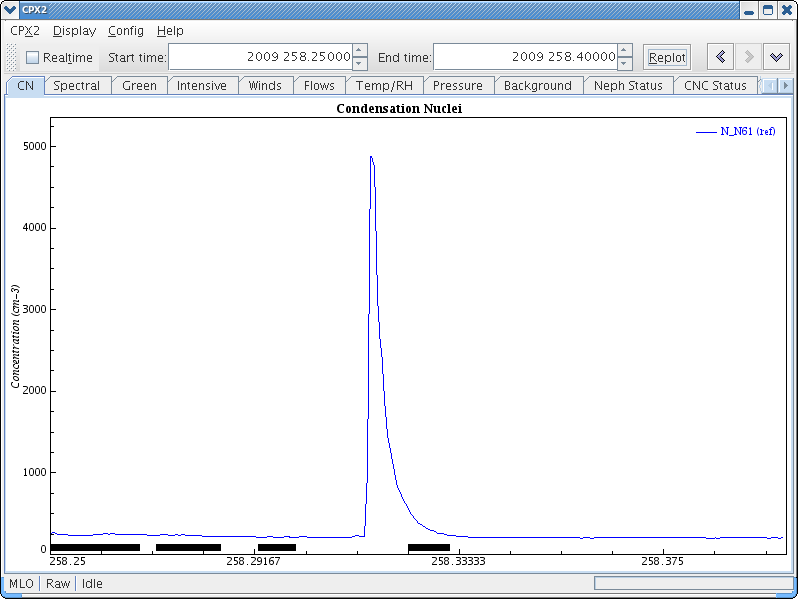 CPX2
CPX2 Display Config Help
Realtime Start time: 2009 258.25000 End time: 2009 258.40000 Replot
CN Spectral Green Intensive Winds Flows Temp/RH Pressure Background Neph Status CNC Status
Condensation Nuclei
N_N61 (ref)
5000
4000
3000
2000
1000
0
Concentration (cm-3)
258.25 258.29167 258.33333 258.375
MLO Raw Idle